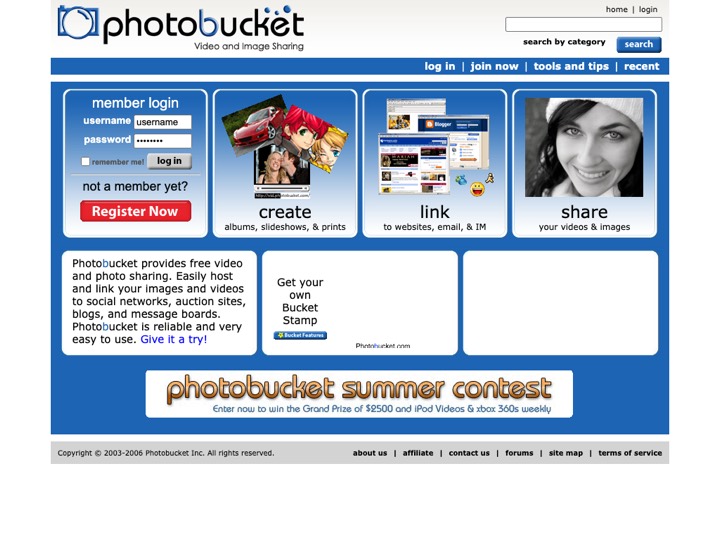 home | login
photobucket
Video and Image Sharing
search by category
search
log in | join now | tools and tips | recent
member login
username username
password ••••••••
remember me! log in
not a member yet?
Register Now
Blogger
create
albums, slideshows, & prints
link
to websites, email, & IM
share
your videos & images
Photobucket provides free video
and photo sharing. Easily host
and link your images and videos
to social networks, auction sites,
blogs, and message boards.
Photobucket is reliable and very
easy to use. Give it a try!
Get your
own
Bucket
Stamp
Bucket Features
Photobucket.com
photobucket summer contest
Enter now to win the Grand Prize of $2500 and iPod Videos & xbox 360s weekly
Copyright © 2003-2006 Photobucket Inc. All rights reserved.
about us | affiliate | contact us | forums | site map | terms of service